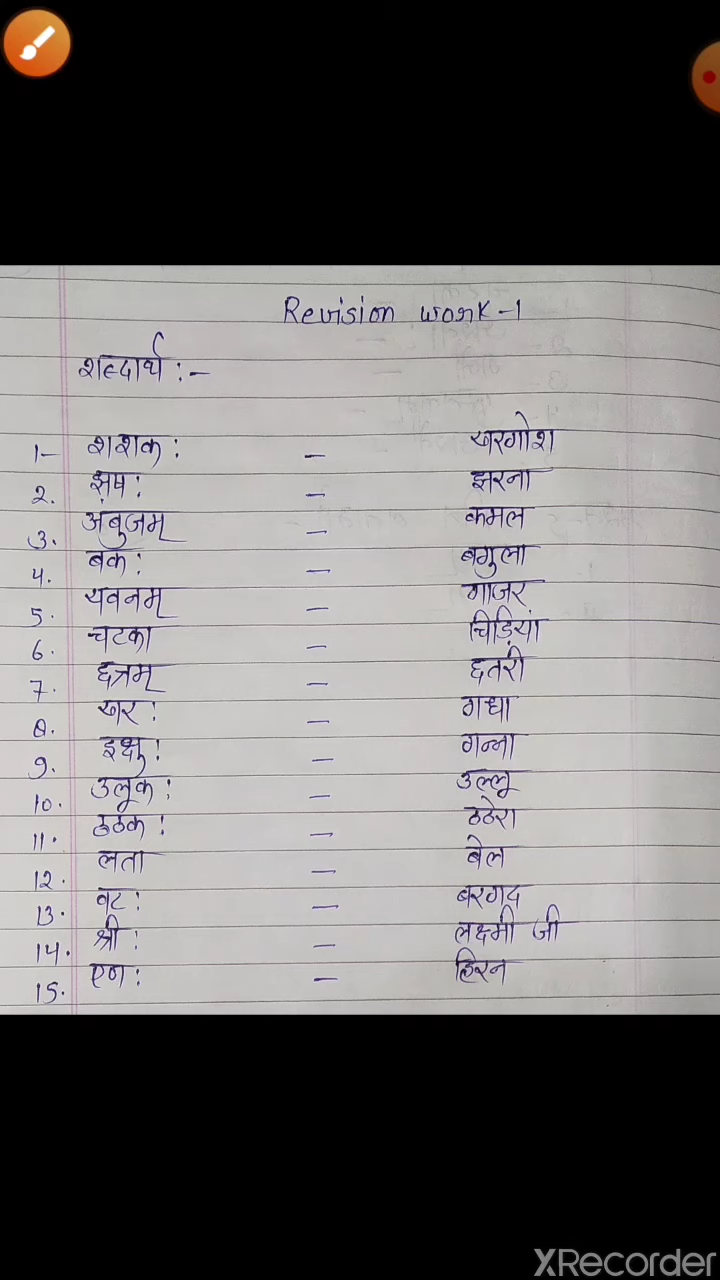 Revision work-1
शब्दार्थ :-
1- शशक : - खरगोश
2. झष : - झरना
3. अंबुजम् - कमल
4. बक : - बगुला
5. यवनम् - गाजर
6. चटका - चिड़ियां
7. छत्रम् - छतरी
8. खर : - गधा
9. इक्षु : - गन्ना
10. उलूक : - उल्लू
11. ठठक : - ठठेरा
12. लता - बेल
13. वट : - बरगद
14. श्री : - लक्ष्मी जी
15. एण : - हिरन
XRecorder